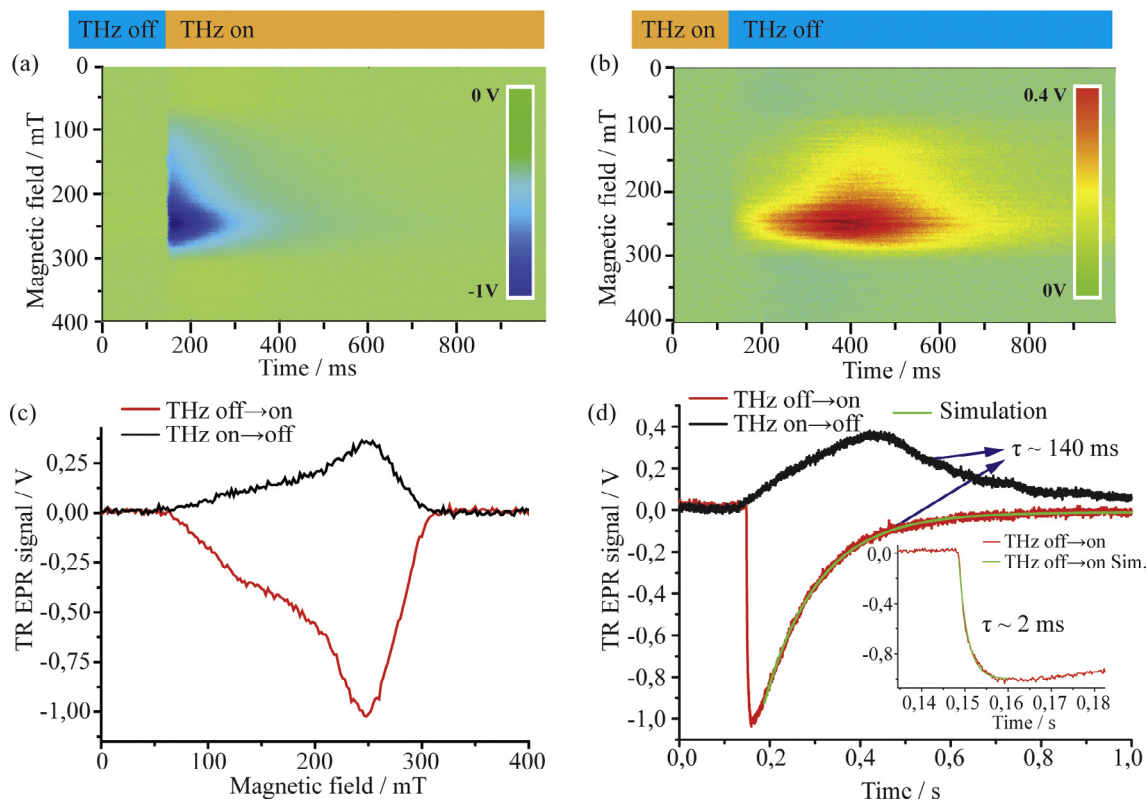 THz off THz on
THz on THz off
(a)
0
100
200
300
400
Magnetic field / mT
0 V
-1V
0 200 400 600 800
Time / ms
(b)
0
100
200
300
400
Magnetic field / mT
0.4 V
0V
0 200 400 600 800
Time / ms
(c)
THz off→on
THz on→off
0,25
0,00
-0,25
-0,50
-0,75
-1,00
TR EPR signal / V
0 100 200 300 400
Magnetic field / mT
(d)
THz off→on
THz on→off
Simulation
τ ~ 140 ms
0,4
0,2
0,0
-0,2
-0,4
-0,6
-0,8
-1,0
TR EPR signal / V
THz off→on
THz off→on Sim.
0,0
-0,4
-0,8
τ ~ 2 ms
0,14 0,15 0,16 0,17 0,18
Time / s
0,0 0,2 0,4 0,6 0,8 1,0
Time / s